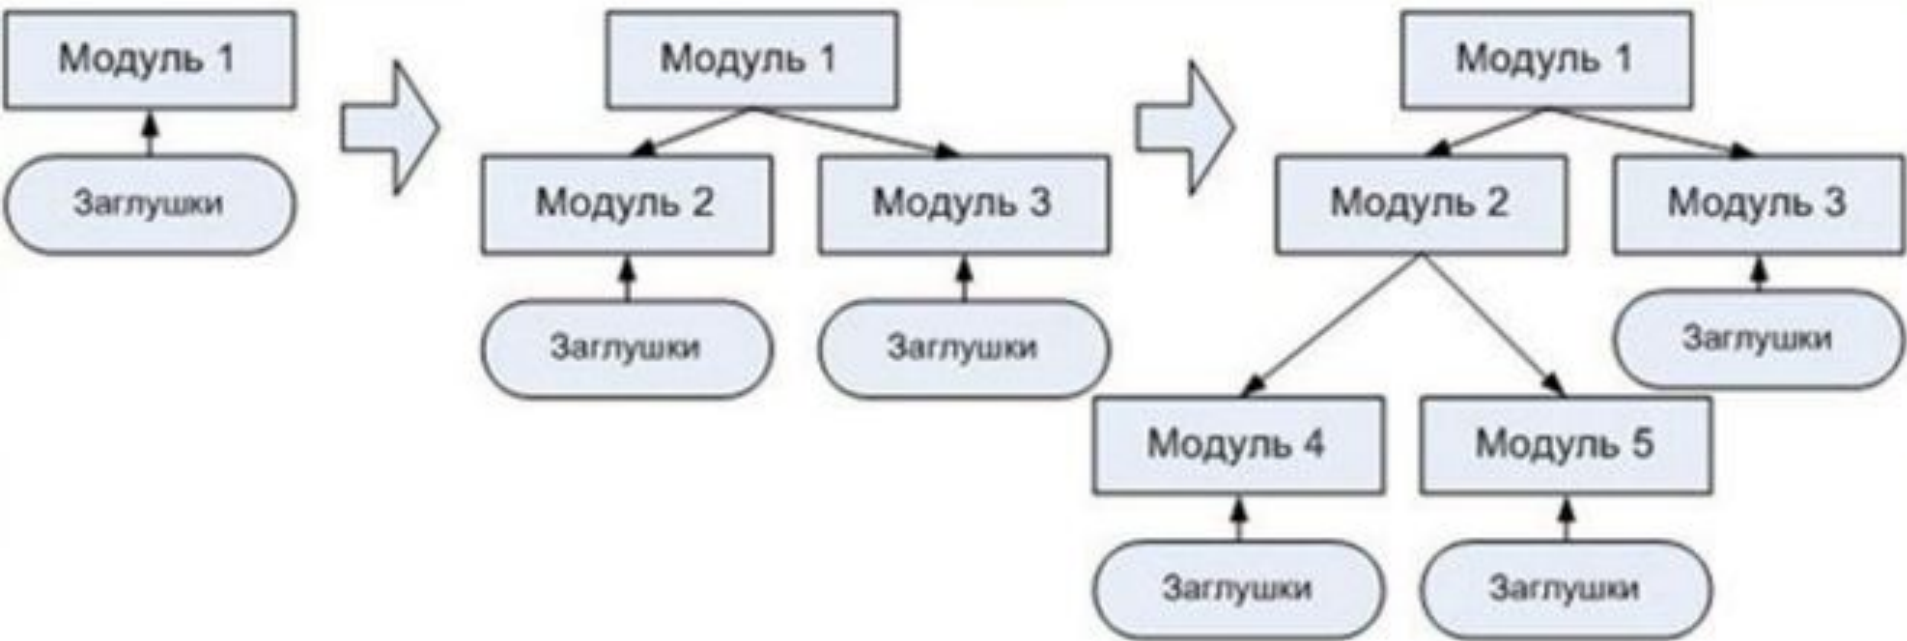 Модуль 1
Модуль 1
Модуль 1
Заглушки
Модуль 2
Модуль 3
Модуль 2
Модуль 3
Заглушки
Заглушки
Заглушки
Модуль 4
Модуль 5
Заглушки
Заглушки